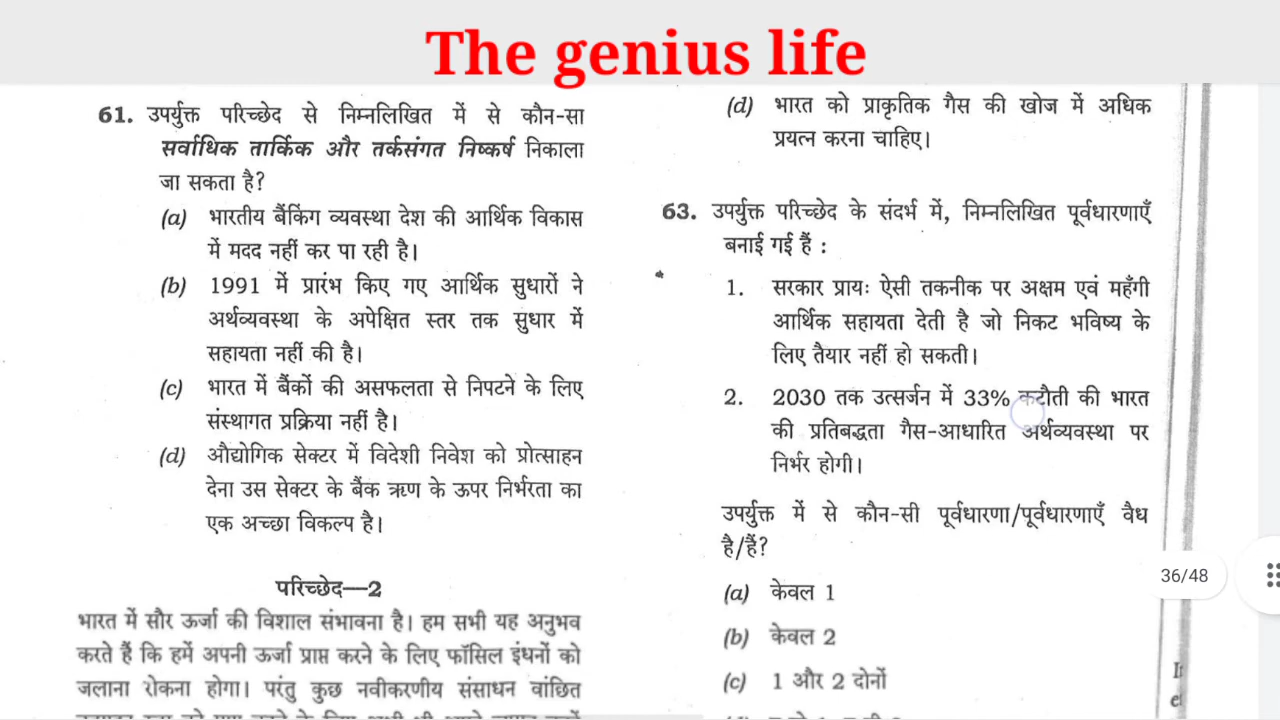 The genius life
61. उपर्युक्त परिच्छेद से निम्नलिखित में से कौन-सा
सर्वाधिक तार्किक और तर्कसंगत निष्कर्ष निकाला
जा सकता है?
(a) भारतीय बैंकिंग व्यवस्था देश की आर्थिक विकास
में मदद नहीं कर पा रही है।
(b) 1991 में प्रारंभ किए गए आर्थिक सुधारों ने
अर्थव्यवस्था के अपेक्षित स्तर तक सुधार में
सहायता नहीं की है।
(c) भारत में बैंकों की असफलता से निपटने के लिए
संस्थागत प्रक्रिया नहीं है।
(d) औद्योगिक सेक्टर में विदेशी निवेश को प्रोत्साहन
देना उस सेक्टर के बैंक ऋण के ऊपर निर्भरता का
एक अच्छा विकल्प है।
परिच्छेद—2
भारत में सौर ऊर्जा की विशाल संभावना है। हम सभी यह अनुभव
करते हैं कि हमें अपनी ऊर्जा प्राप्त करने के लिए फॉसिल इंधनों को
जलाना रोकना होगा। परंतु कुछ नवीकरणीय संसाधन वांछित
(d) भारत को प्राकृतिक गैस की खोज में अधिक
प्रयत्न करना चाहिए।
63. उपर्युक्त परिच्छेद के संदर्भ में, निम्नलिखित पूर्वधारणाएँ
बनाई गई हैं :
1. सरकार प्रायः ऐसी तकनीक पर अक्षम एवं महँगी
आर्थिक सहायता देती है जो निकट भविष्य के
लिए तैयार नहीं हो सकती।
2. 2030 तक उत्सर्जन में 33% कटौती की भारत
की प्रतिबद्धता गैस-आधारित अर्थव्यवस्था पर
निर्भर होगी।
उपर्युक्त में से कौन-सी पूर्वधारणा/पूर्वधारणाएँ वैध
है/हैं?
(a) केवल 1
(b) केवल 2
(c) 1 और 2 दोनों
36/48